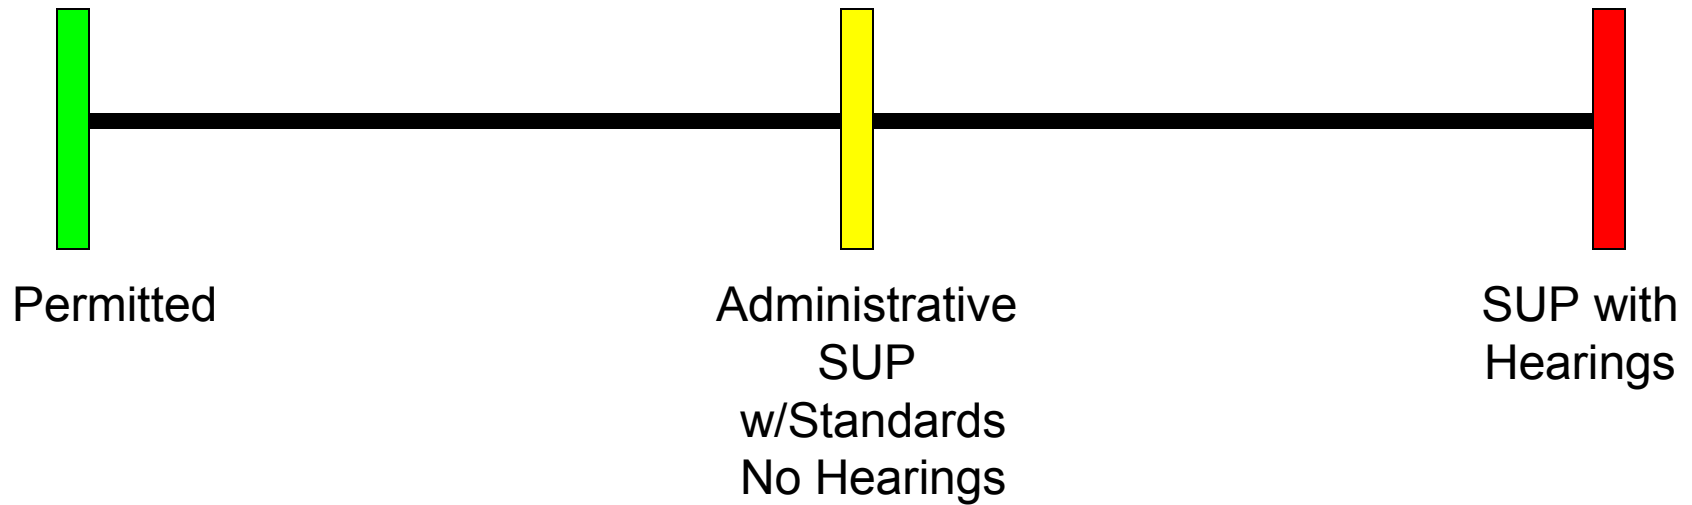 Permitted
Administrative
SUP
w/Standards
No Hearings
SUP with
Hearings